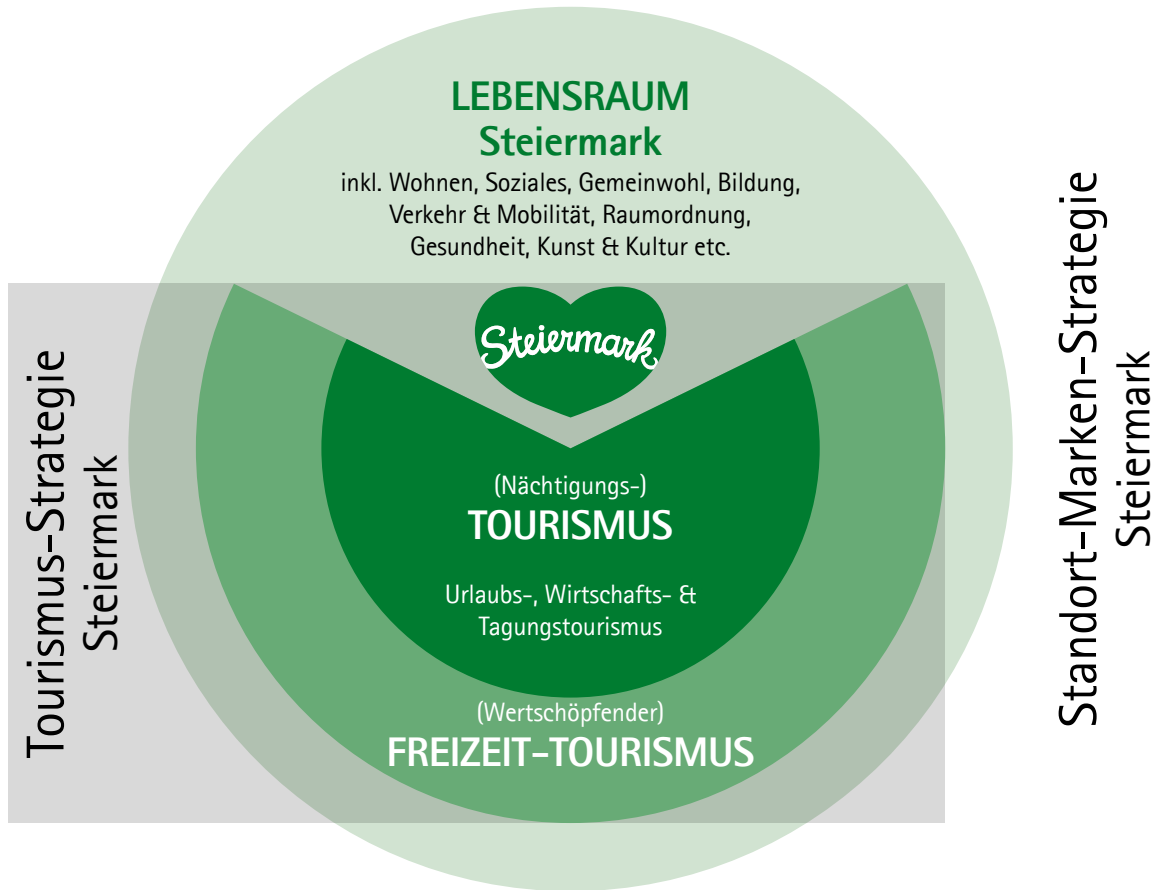 LEBENSRAUM
Steiermark
inkl. Wohnen, Soziales, Gemeinwohl, Bildung,
Verkehr & Mobilität, Raumordnung,
Gesundheit, Kunst & Kultur etc.
Steiermark
(Nächtigungs-)
TOURISMUS
Urlaubs-, Wirtschafts- &
Tagungstourismus
(Wertschöpfender)
FREIZEIT-TOURISMUS
Tourismus-Strategie
Steiermark
Standort-Marken-Strategie
Steiermark